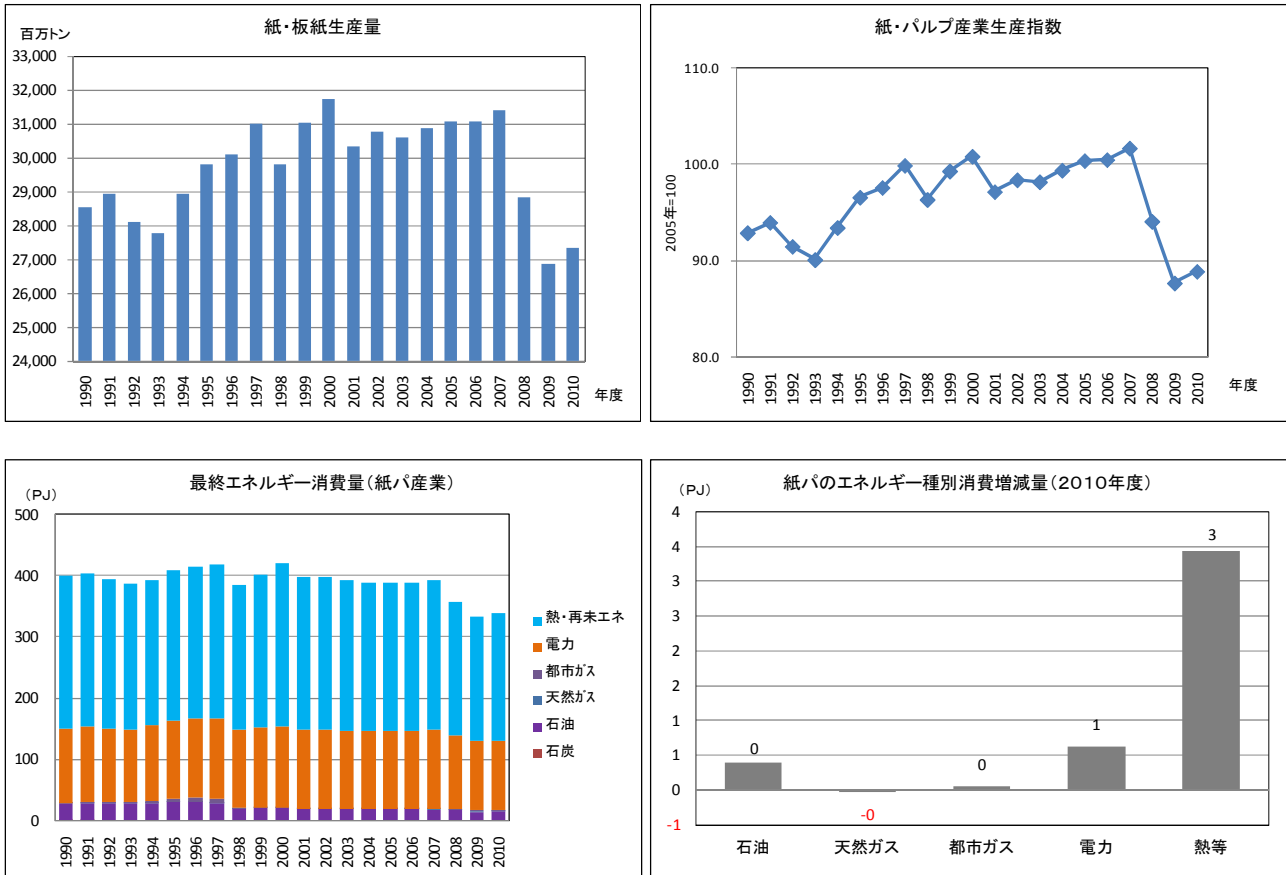 紙・板紙生産量
百万トン
33,000
32,000
31,000
30,000
29,000
28,000
27,000
26,000
25,000
24,000
1990 1991 1992 1993 1994 1995 1996 1997 1998 1999 2000 2001 2002 2003 2004 2005 2006 2007 2008 2009 2010
年度
紙・パルプ産業生産指数
110.0
100.0
90.0
80.0
2005年=100
1990 1991 1992 1993 1994 1995 1996 1997 1998 1999 2000 2001 2002 2003 2004 2005 2006 2007 2008 2009 2010
年度
最終エネルギー消費量(紙パ産業)
(PJ)
500
400
300
200
100
0
1990 1991 1992 1993 1994 1995 1996 1997 1998 1999 2000 2001 2002 2003 2004 2005 2006 2007 2008 2009 2010
熱・再未エネ
電力
都市ガス
天然ガス
石油
石炭
紙パのエネルギー種別消費増減量(2010年度)
(PJ)
4
4
3
3
2
2
1
1
0
-1
0
-0
0
1
3
石油 天然ガス 都市ガス 電力 熱等